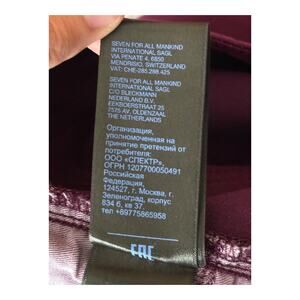 SEVEN FOR ALL MANKIND
INTERNATIONAL SAGL
VIA PENATE 4, 6850
MENDRISIO, SWITZERLAND
VAT: CHE-285.288.425
SEVEN FOR ALL MANKIND
INTERNATIONAL SAGL
C/O BLECKMANN
NEDERLAND B.V.
EEKBOERSTRAAT 25
7575 AV, OLDENZAAL
THE NETHERLANDS
Организация,
уполномоченная на
принятие претензий от
потребителя:
ООО «СПЕКТР»,
ОГРН 1207700050491
Российская
Федерация,
124527, г. Москва, г.
Зеленоград, корпус
834 б, кв 37.
тел +89775865958
EAC